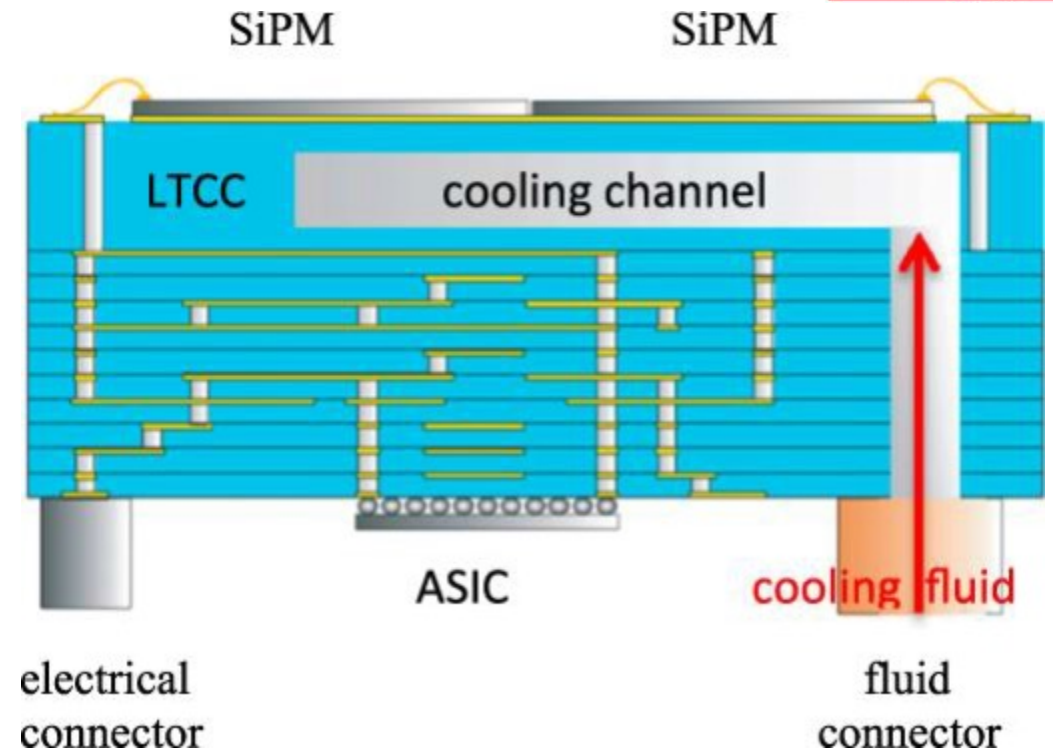 SiPM SiPM
LTCC cooling channel
ASIC cooling fluid
electrical fluid
connector connector